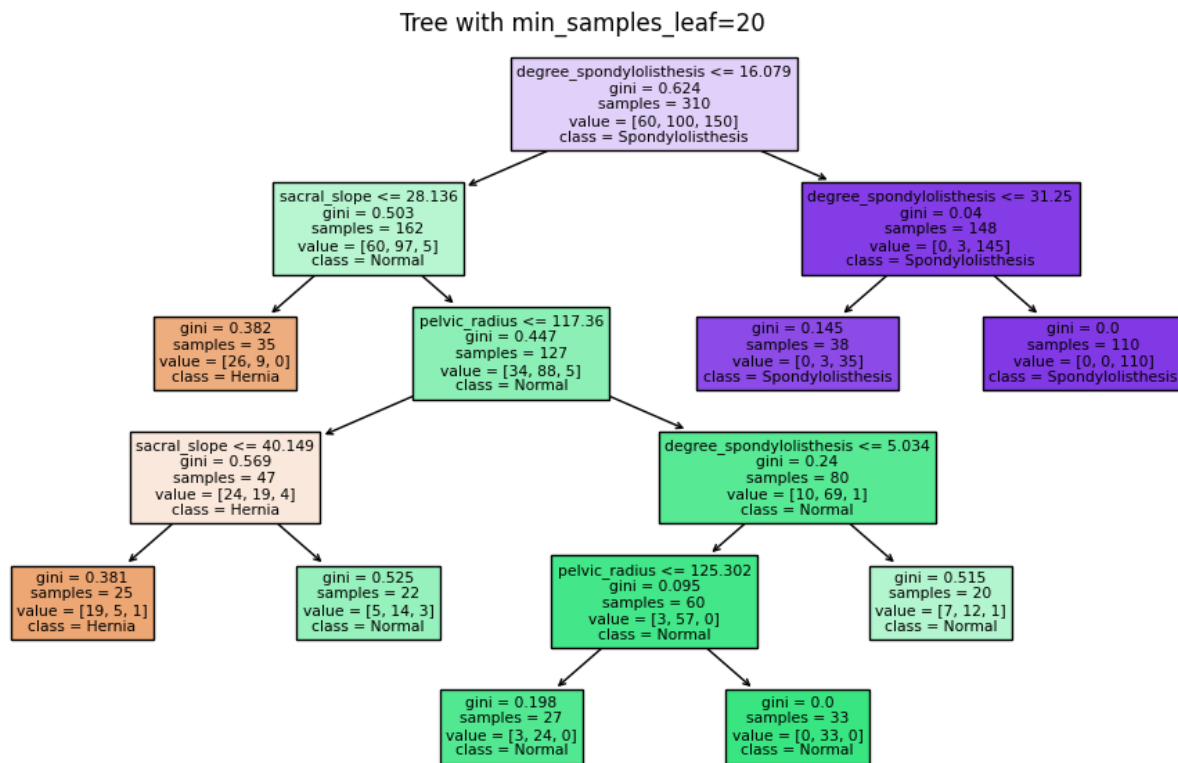 Tree with min_samples_leaf=20
degree_spondylolisthesis <= 16.079
gini = 0.624
samples = 310
value = [60, 100, 150]
class = Spondylolisthesis
sacral_slope <= 28.136
gini = 0.503
samples = 162
value = [60, 97, 5]
class = Normal
degree_spondylolisthesis <= 31.25
gini = 0.04
samples = 148
value = [0, 3, 145]
class = Spondylolisthesis
gini = 0.382
samples = 35
value = [26, 9, 0]
class = Hernia
pelvic_radius <= 117.36
gini = 0.447
samples = 127
value = [34, 88, 5]
class = Normal
gini = 0.145
samples = 38
value = [0, 3, 35]
class = Spondylolisthesis
gini = 0.0
samples = 110
value = [0, 0, 110]
class = Spondylolisthesis
sacral_slope <= 40.149
gini = 0.569
samples = 47
value = [24, 19, 4]
class = Hernia
degree_spondylolisthesis <= 5.034
gini = 0.24
samples = 80
value = [10, 69, 1]
class = Normal
gini = 0.381
samples = 25
value = [19, 5, 1]
class = Hernia
gini = 0.525
samples = 22
value = [5, 14, 3]
class = Normal
pelvic_radius <= 125.302
gini = 0.095
samples = 60
value = [3, 57, 0]
class = Normal
gini = 0.515
samples = 20
value = [7, 12, 1]
class = Normal
gini = 0.198
samples = 27
value = [3, 24, 0]
class = Normal
gini = 0.0
samples = 33
value = [0, 33, 0]
class = Normal